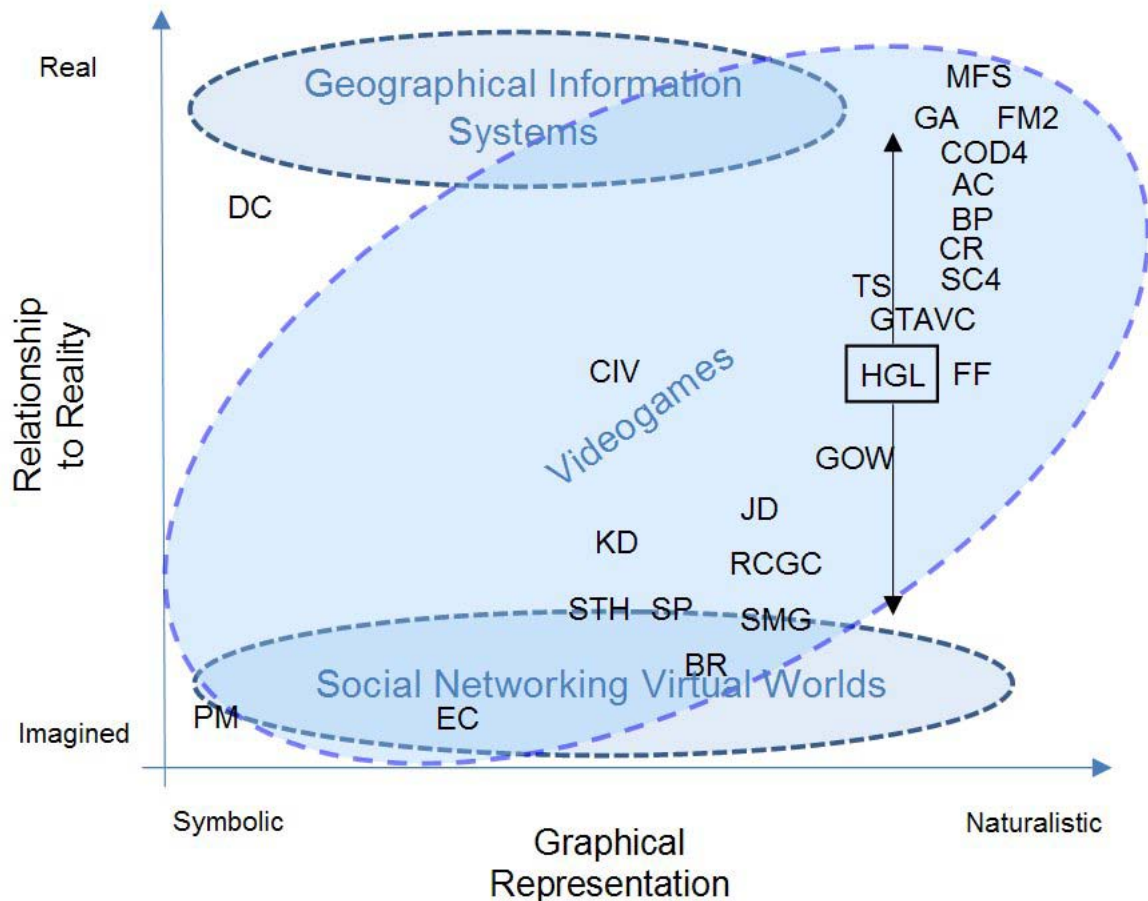 Real
Geographical Information
Systems
MFS
GA
FM2
COD4
AC
DC
BP
CR
SC4
TS
GTAVC
Relationship
to Reality
CIV
Videogames
HGL
FF
GOW
JD
KD
RCGC
STH
SP
SMG
BR
Social Networking Virtual Worlds
PM
EC
Imagined
Symbolic
Naturalistic
Graphical
Representation